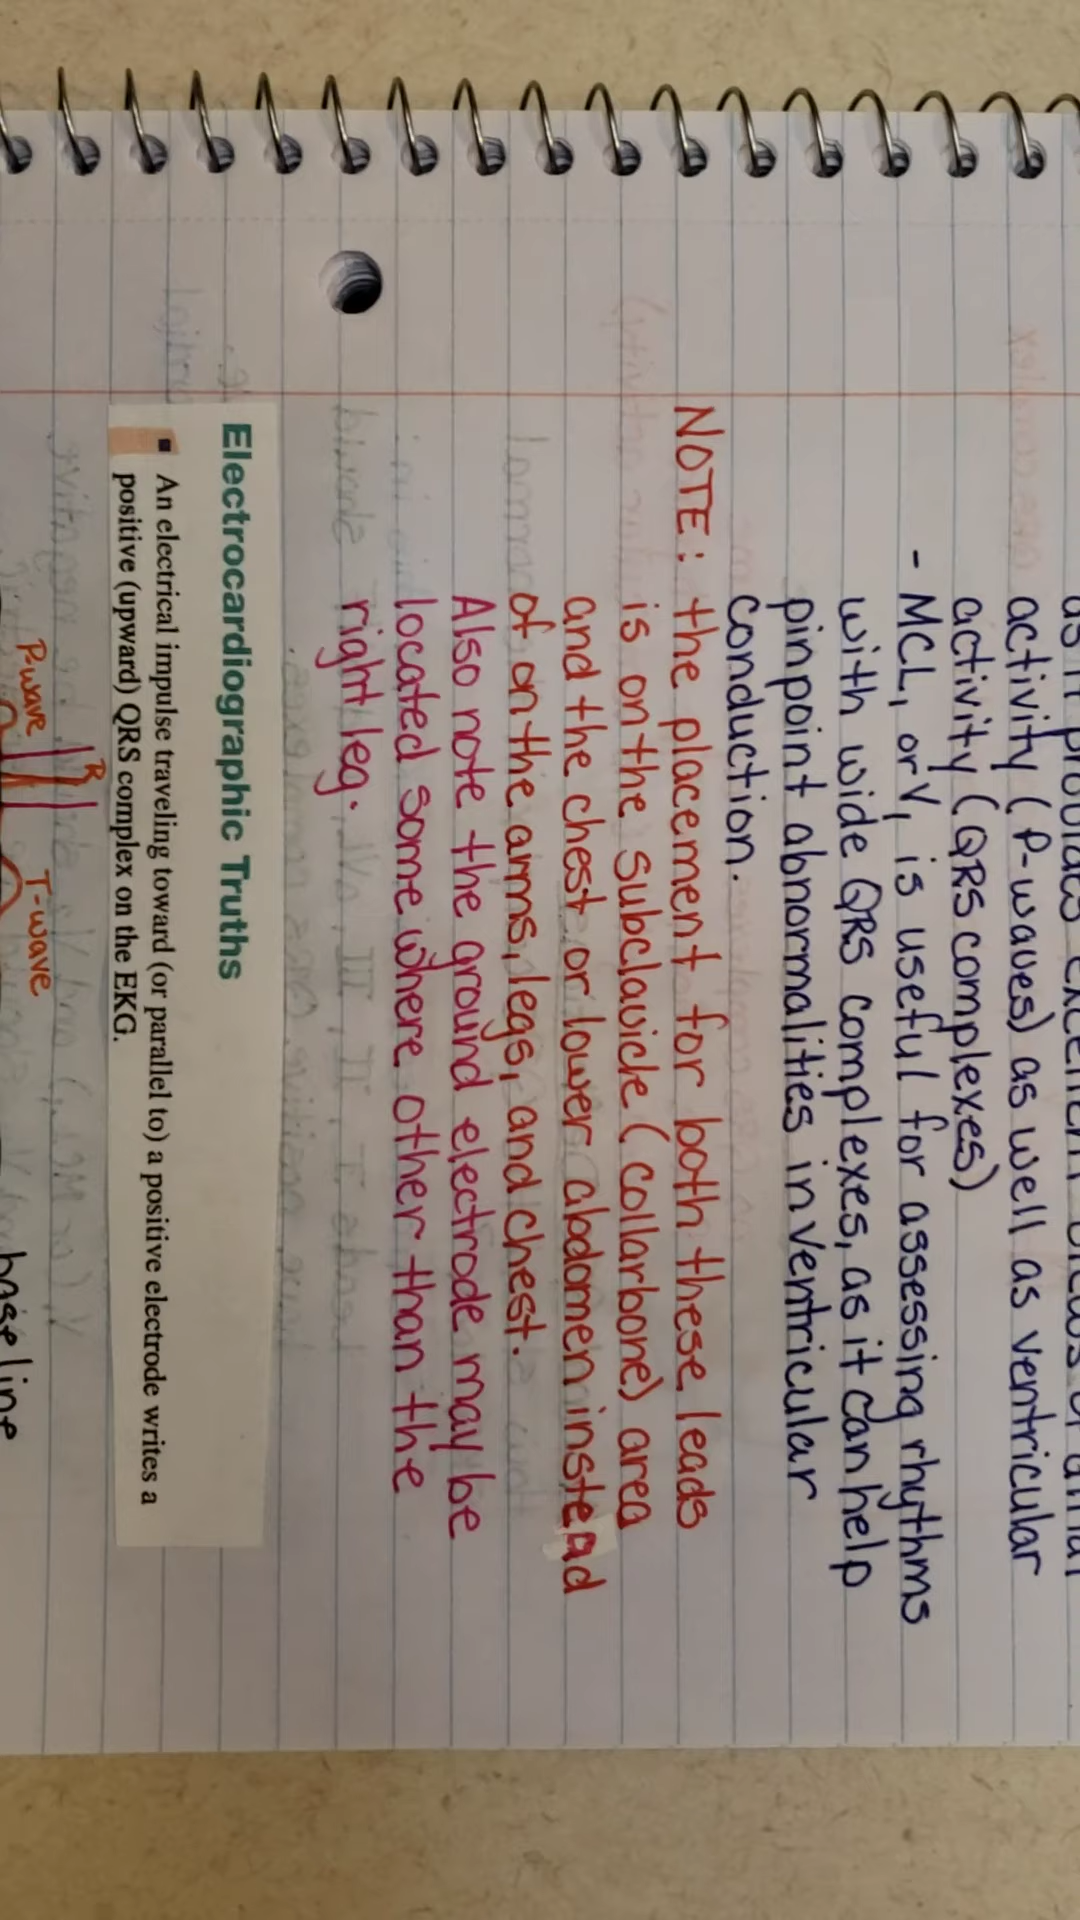 activity (P-waves) as well as ventricular
activity (QRS complexes)
- MCL, or V, is useful for assessing rhythms
with wide QRS complexes, as it can help
pinpoint abnormalities in ventricular
conduction.
NOTE: the placement for both these leads
is on the subclavicle (collarbone) area
and the chest or lower abdomen instead
of on the arms, legs, and chest.
Also note the ground electrode may be
located some where other than the
right leg.
Electrocardiographic Truths
▪ An electrical impulse traveling toward (or parallel to) a positive electrode writes a
positive (upward) QRS complex on the EKG.
R
P-wave T-wave
baseline